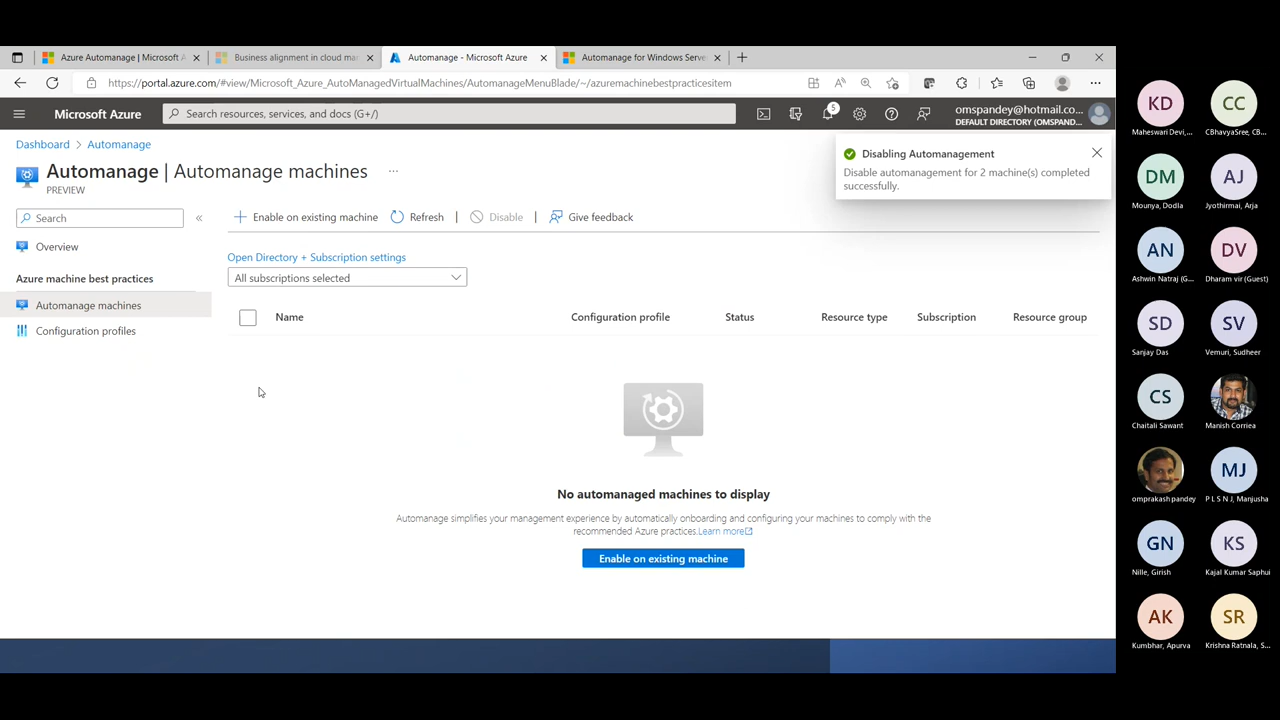 Azure Automanage | Microsoft A
Business alignment in cloud ma
Automanage - Microsoft Azure
Automanage for Windows Serve
https://portal.azure.com/#view/Microsoft_Azure_AutoManagedVirtualMachines/AutomanageMenuBlade/~/azuremachinebestpracticesitem
Microsoft Azure
Search resources, services, and docs (G+/)
5
omspandey@hotmail.co...
DEFAULT DIRECTORY (OMSPAND...
Dashboard > Automanage
Automanage | Automanage machines ...
PREVIEW
Disabling Automanagement
Disable automanagement for 2 machine(s) completed
successfully.
Search
«
Enable on existing machine
Refresh
Disable
Give feedback
Overview
Azure machine best practices
Automanage machines
Configuration profiles
Open Directory + Subscription settings
All subscriptions selected
Name
Configuration profile
Status
Resource type
Subscription
Resource group
No automanaged machines to display
Automanage simplifies your management experience by automatically onboarding and configuring your machines to comply with the
recommended Azure practices.Learn more
Enable on existing machine
KD
Maheswari Devi,...
CC
CBhavyaSree, CB...
DM
Mounya, Dodla
AJ
Jyothirmai, Arja
AN
Ashwin Natraj (G...
DV
Dharam vir (Guest)
SD
Sanjay Das
SV
Vemuri, Sudheer
CS
Chaitali Sawant
Manish Corriea
omprakash pandey
MJ
P L S N J, Manjusha
GN
Nille, Girish
KS
Kajal Kumar Saphui
AK
Kumbhar, Apurva
SR
Krishna Ratnala, S...